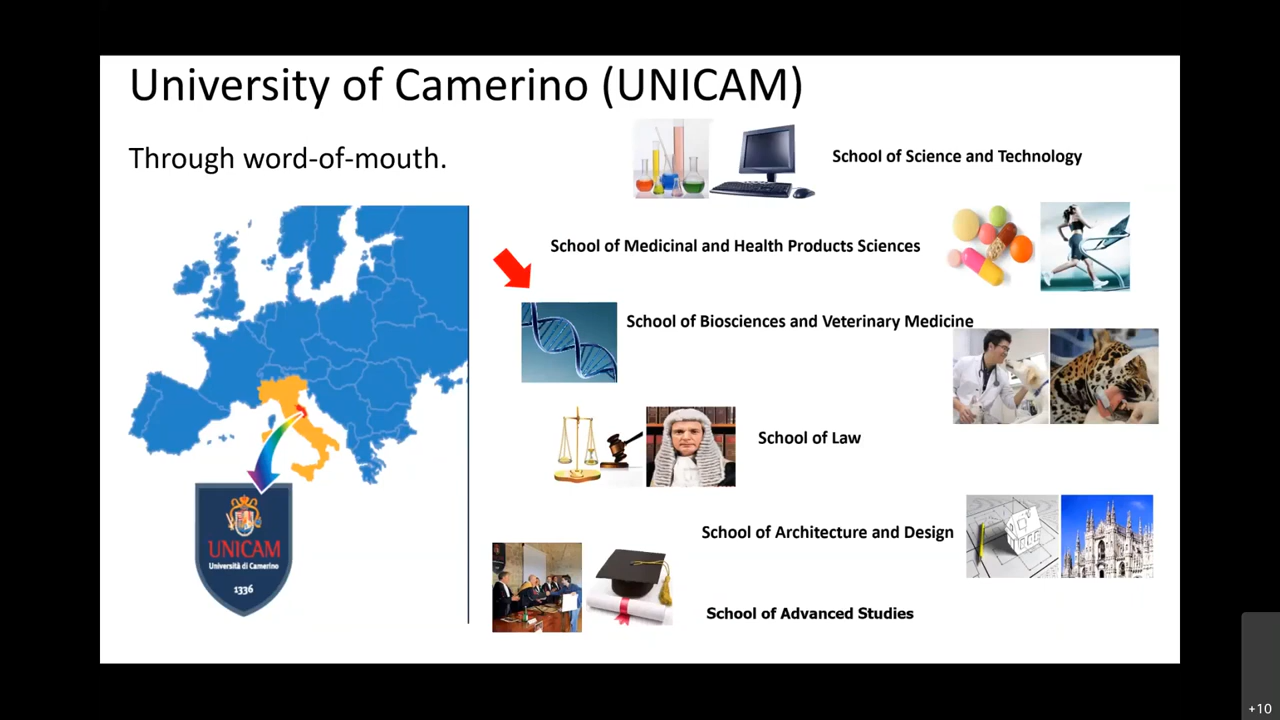 University of Camerino (UNICAM)
Through word-of-mouth.
School of Science and Technology
School of Medicinal and Health Products Sciences
School of Biosciences and Veterinary Medicine
School of Law
School of Architecture and Design
School of Advanced Studies
UNICAM
Università di Camerino
1336
+10